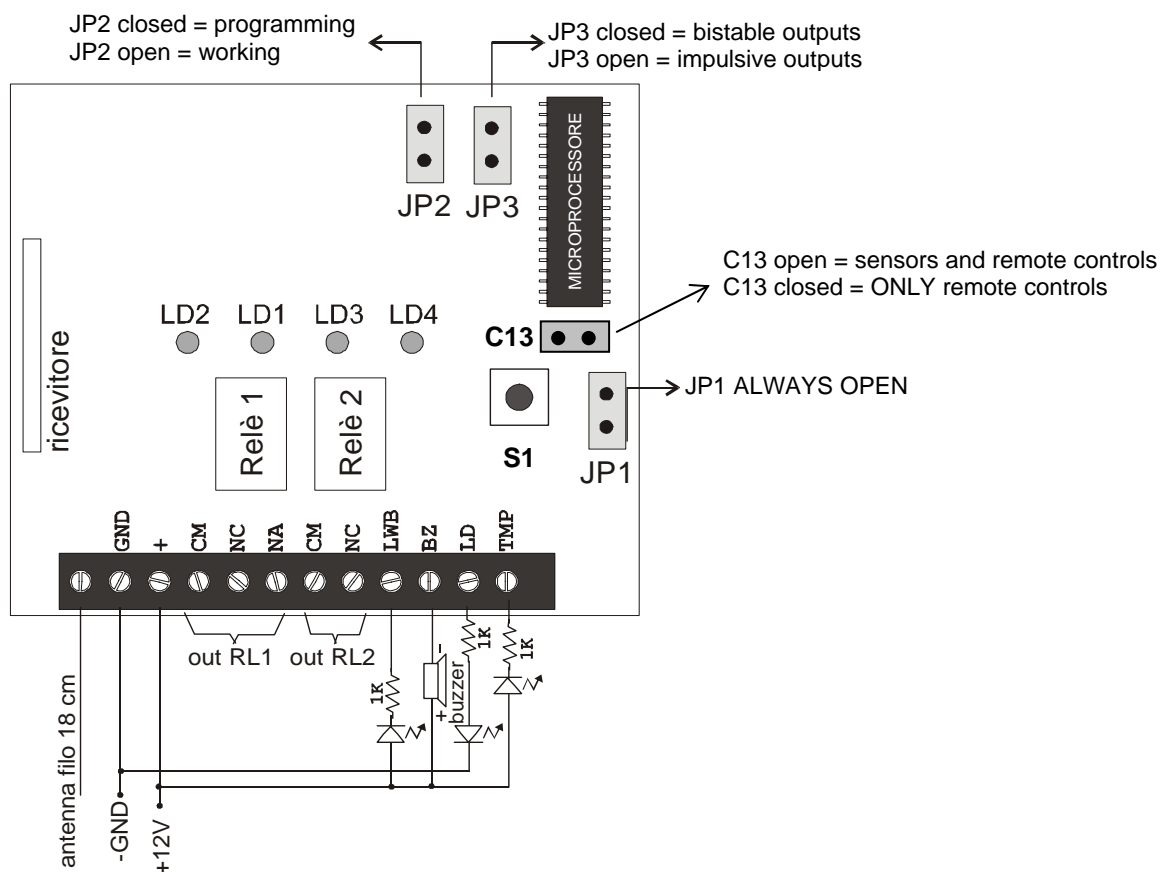 JP2 closed = programming
JP2 open = working
JP3 closed = bistable outputs
JP3 open = impulsive outputs
JP2
JP3
MICROPROCESSORE
C13 open = sensors and remote controls
C13 closed = ONLY remote controls
ricevitore
LD2
LD1
LD3
LD4
C13
JP1 ALWAYS OPEN
Relè 1
Relè 2
S1
JP1
GND
+
CM
NC
NA
CM
NC
LWB
BZ
LD
TMP
out RL1
out RL2
1K
-
+
buzzer
1K
1K
antenna filo 18 cm
-GND
+12V